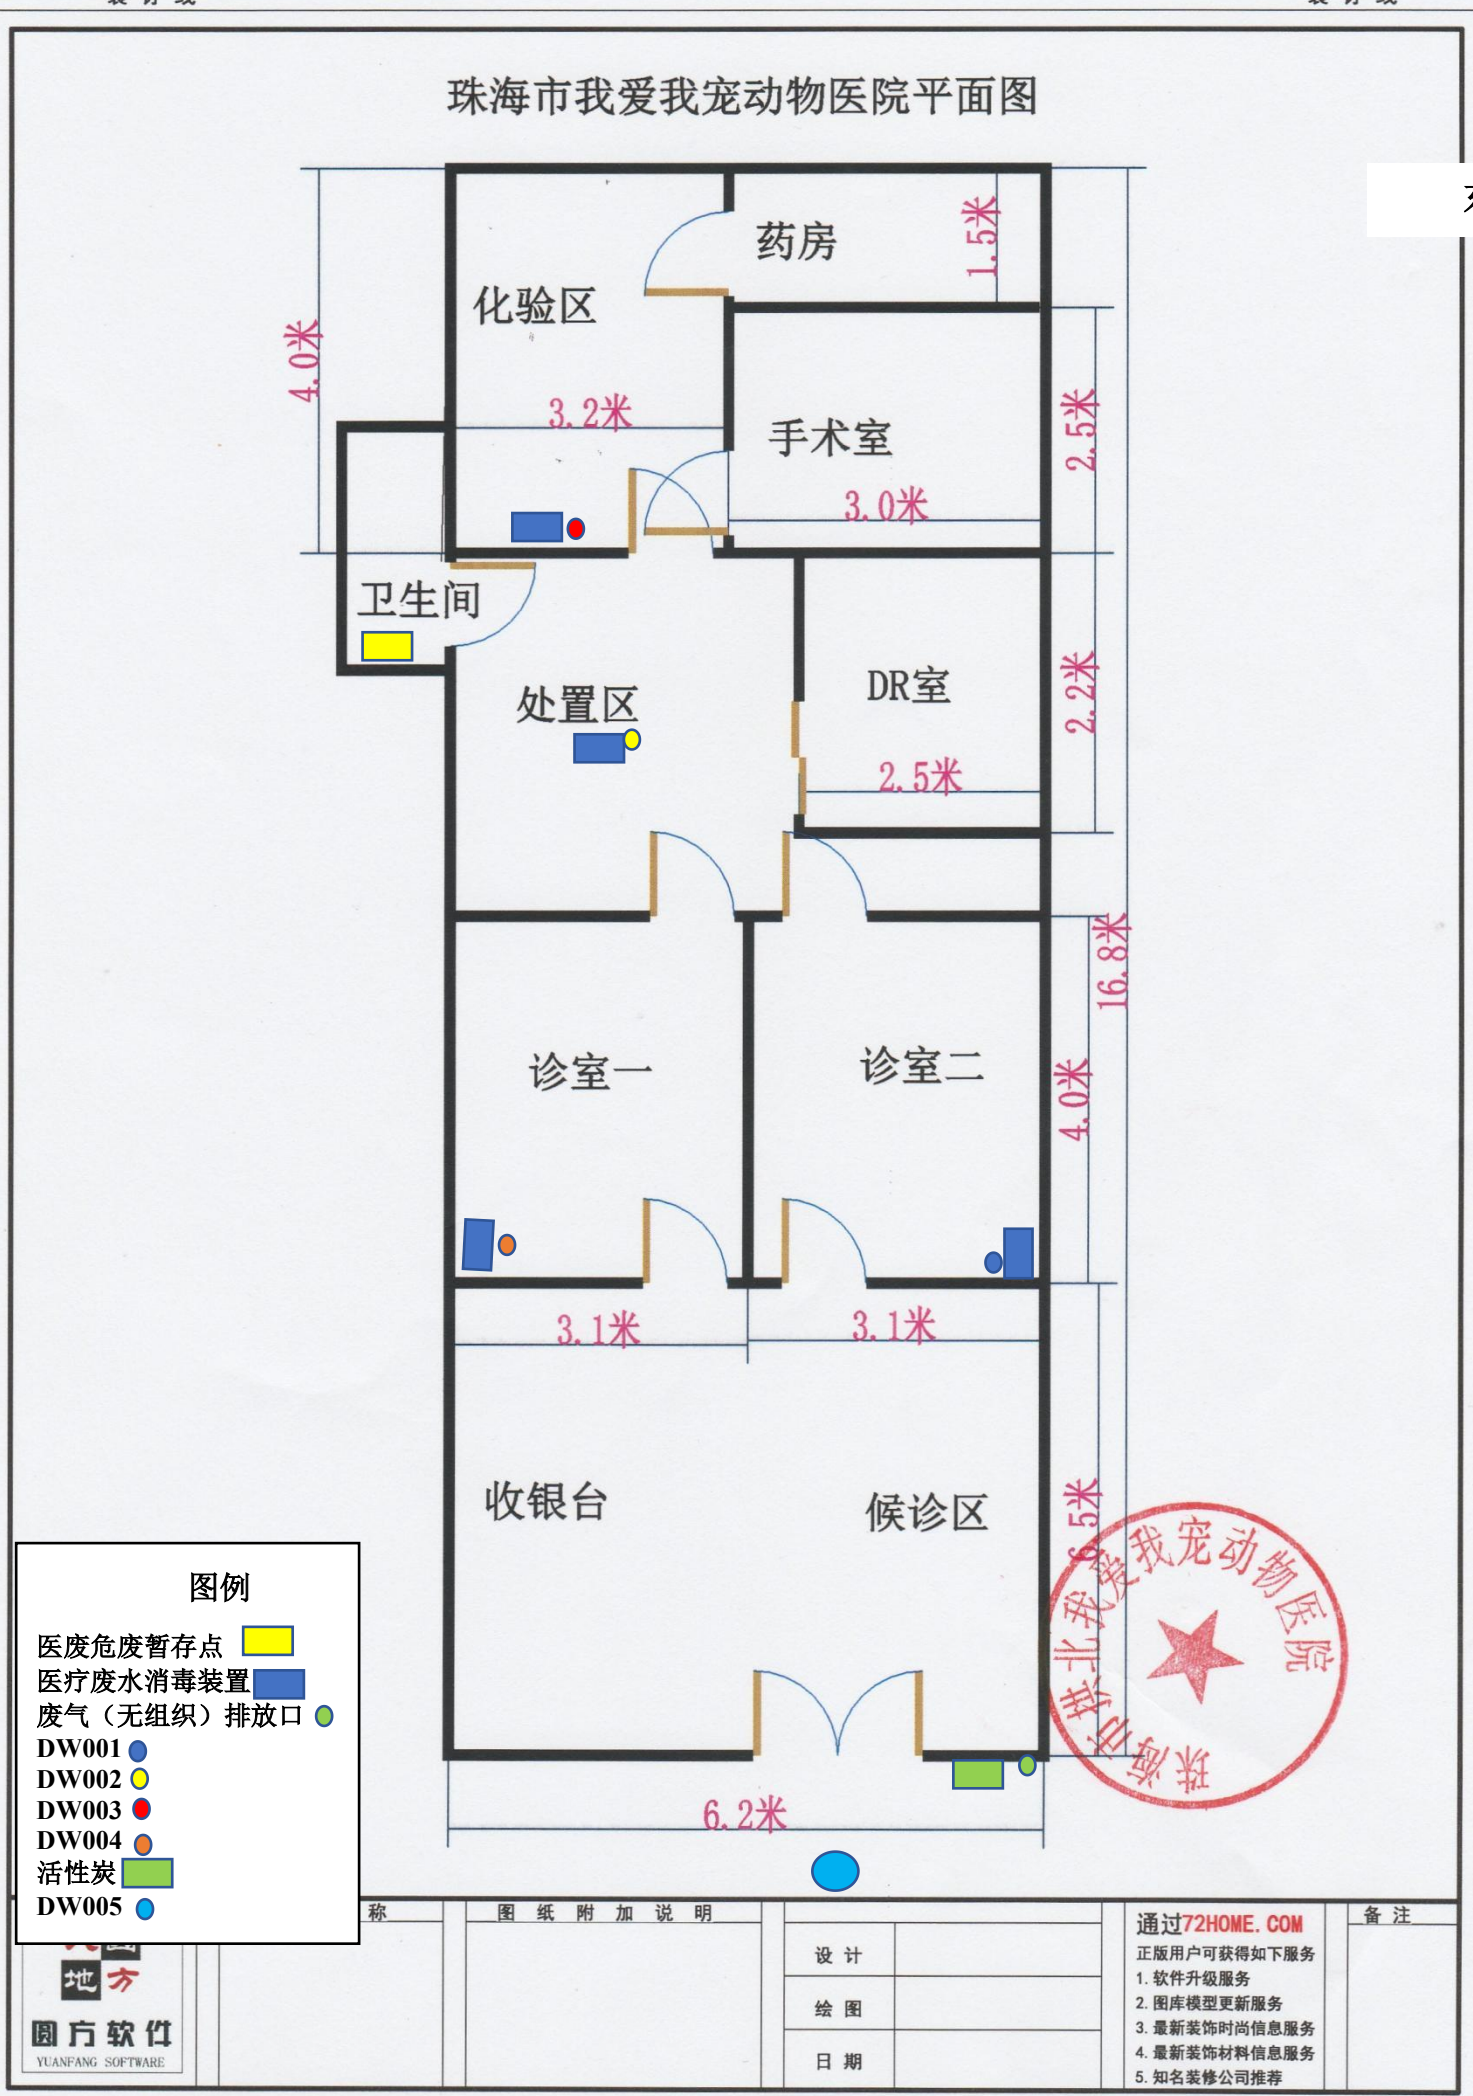 装 订 线
装 订 线
珠海市我爱我宠动物医院平面图
药房
1.5米
化验区
4.0米
3.2米
手术室
2.5米
3.0米
卫生间
处置区
DR室
2.2米
2.5米
16.8米
诊室一
诊室二
4.0米
3.1米
3.1米
收银台
候诊区
6.5米
珠海市拱北我爱我宠动物医院
6.2米
图例
医废危废暂存点
医疗废水消毒装置
废气（无组织）排放口
DW001
DW002
DW003
DW004
活性炭
DW005
称
图 纸 附 加 说 明
设 计
绘 图
日 期
通过72HOME.COM
正版用户可获得如下服务
1. 软件升级服务
2. 图库模型更新服务
3. 最新装饰时尚信息服务
4. 最新装饰材料信息服务
5. 知名装修公司推荐
备 注
地方
圆方软件
YUANFANG SOFTWARE